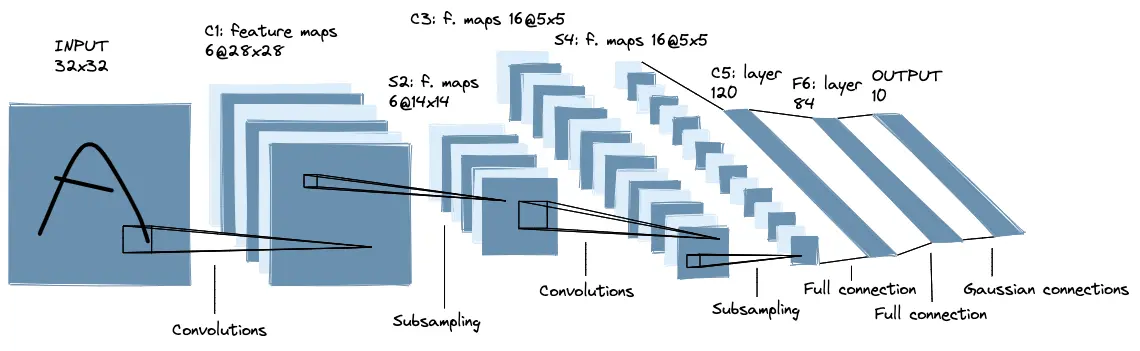 INPUT
32x32
C1: feature maps
6@28x28
S2: f. maps
6@14x14
C3: f. maps 16@5x5
S4: f. maps 16@5x5
C5: layer
120
F6: layer
84
OUTPUT
10
Convolutions
Subsampling
Convolutions
Subsampling
Full connection
Full connection
Gaussian connections